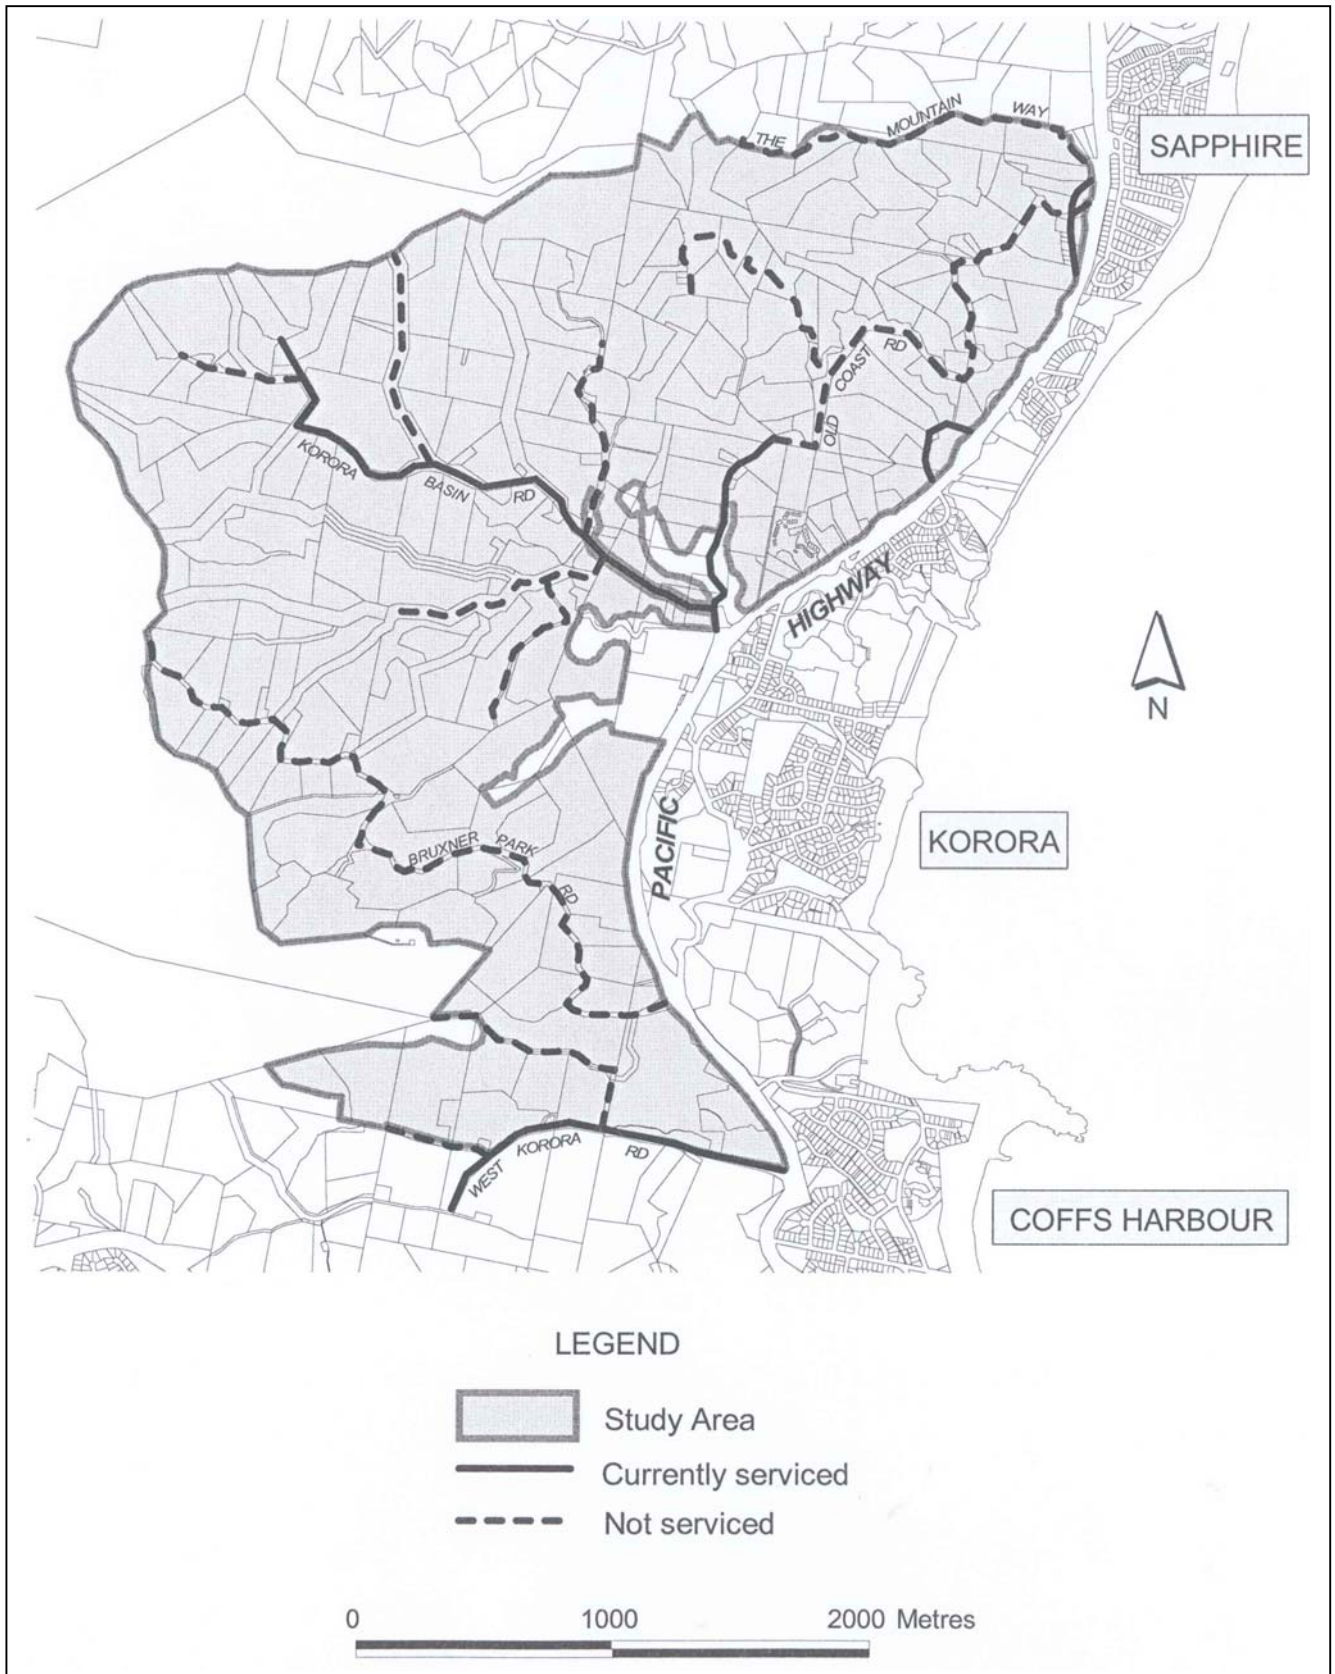 THE MOUNTAIN WAY
SAPPHIRE
OLD COAST RD
KORORA BASIN RD
PACIFIC HIGHWAY
N
BRUXNER PARK RD
KORORA
WEST KORORA RD
COFFS HARBOUR
LEGEND
Study Area
Currently serviced
Not serviced
0 1000 2000 Metres